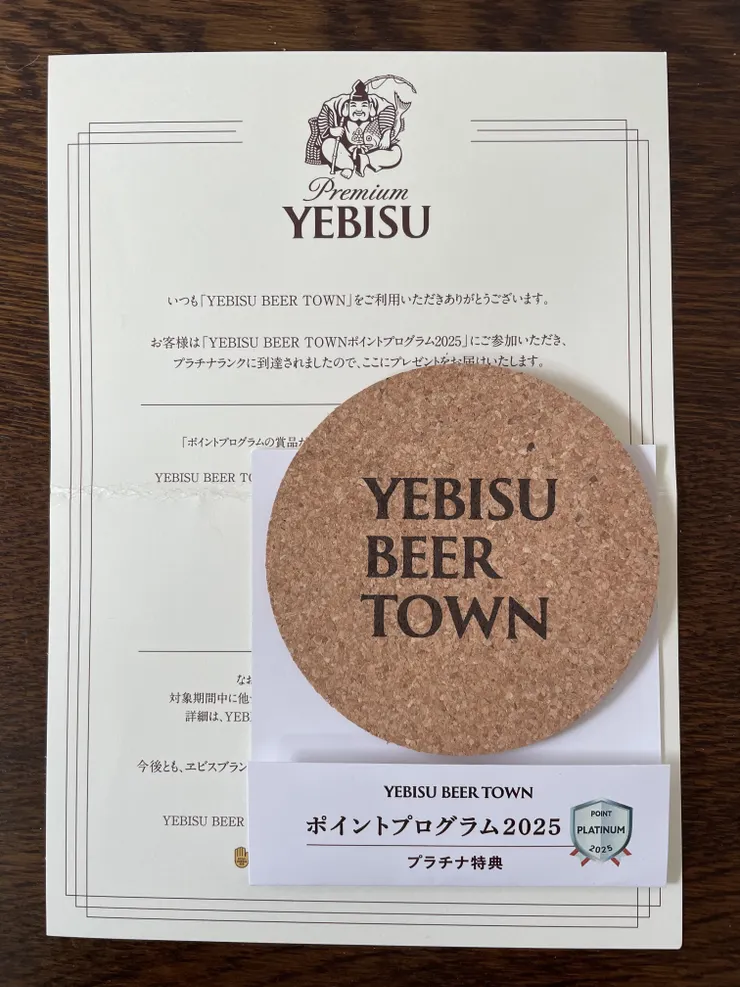 Premium
YEBISU
いつも「YEBISU BEER TOWN」をご利用いただきありがとうございます。
お客様は「YEBISU BEER TOWNポイントプログラム2025」にご参加いただき、
プラチナランクに到達されましたので、ここにプレゼントをお届けいたします。
「ポイントプログラムの賞品
YEBISU BEER
な
対象期間中に他
詳細は、YEB
今後とも、ヱビスブラン
YEBISU BEER
YEBISU
BEER
TOWN
YEBISU BEER TOWN
ポイントプログラム2025
プラチナ特典
POINT
PLATINUM
2025